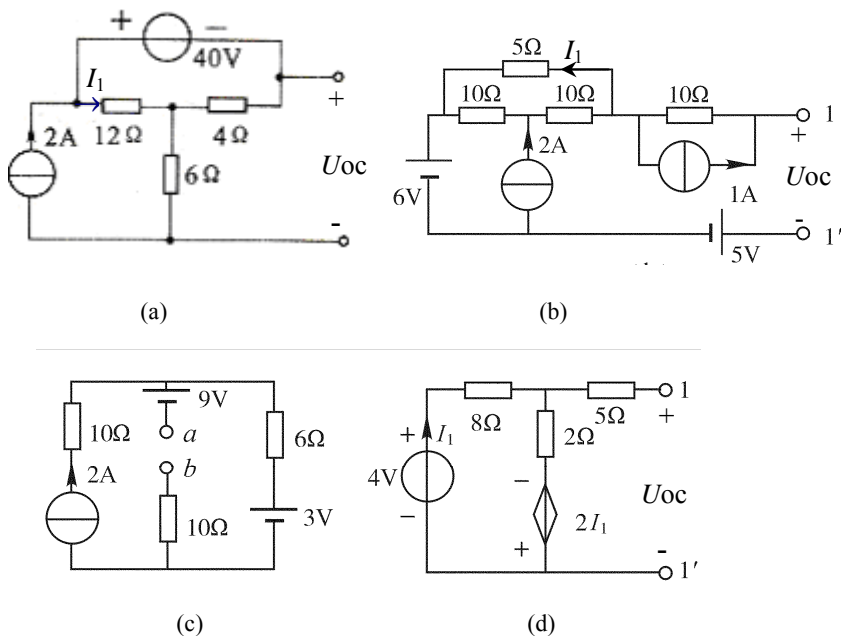 + −
40V
I₁
2A 12Ω 4Ω
+
6Ω
Uoc
-
(a)
5Ω I₁
10Ω 10Ω 10Ω
1
+
2A
6V
1A
Uoc
-
1′
5V
(b)
9V
10Ω
a
6Ω
b
2A
10Ω
3V
(c)
8Ω
5Ω
1
+
+ I₁
2Ω
4V
−
−
2I₁
+
Uoc
-
1′
(d)